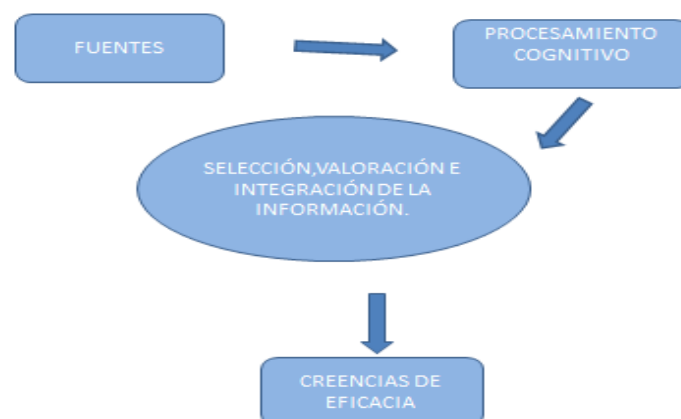 FUENTES
PROCESAMIENTO
COGNITIVO
SELECCIÓN,VALORACIÓN E
INTEGRACIÓN DE LA
INFORMACIÓN.
CREENCIAS DE
EFICACIA